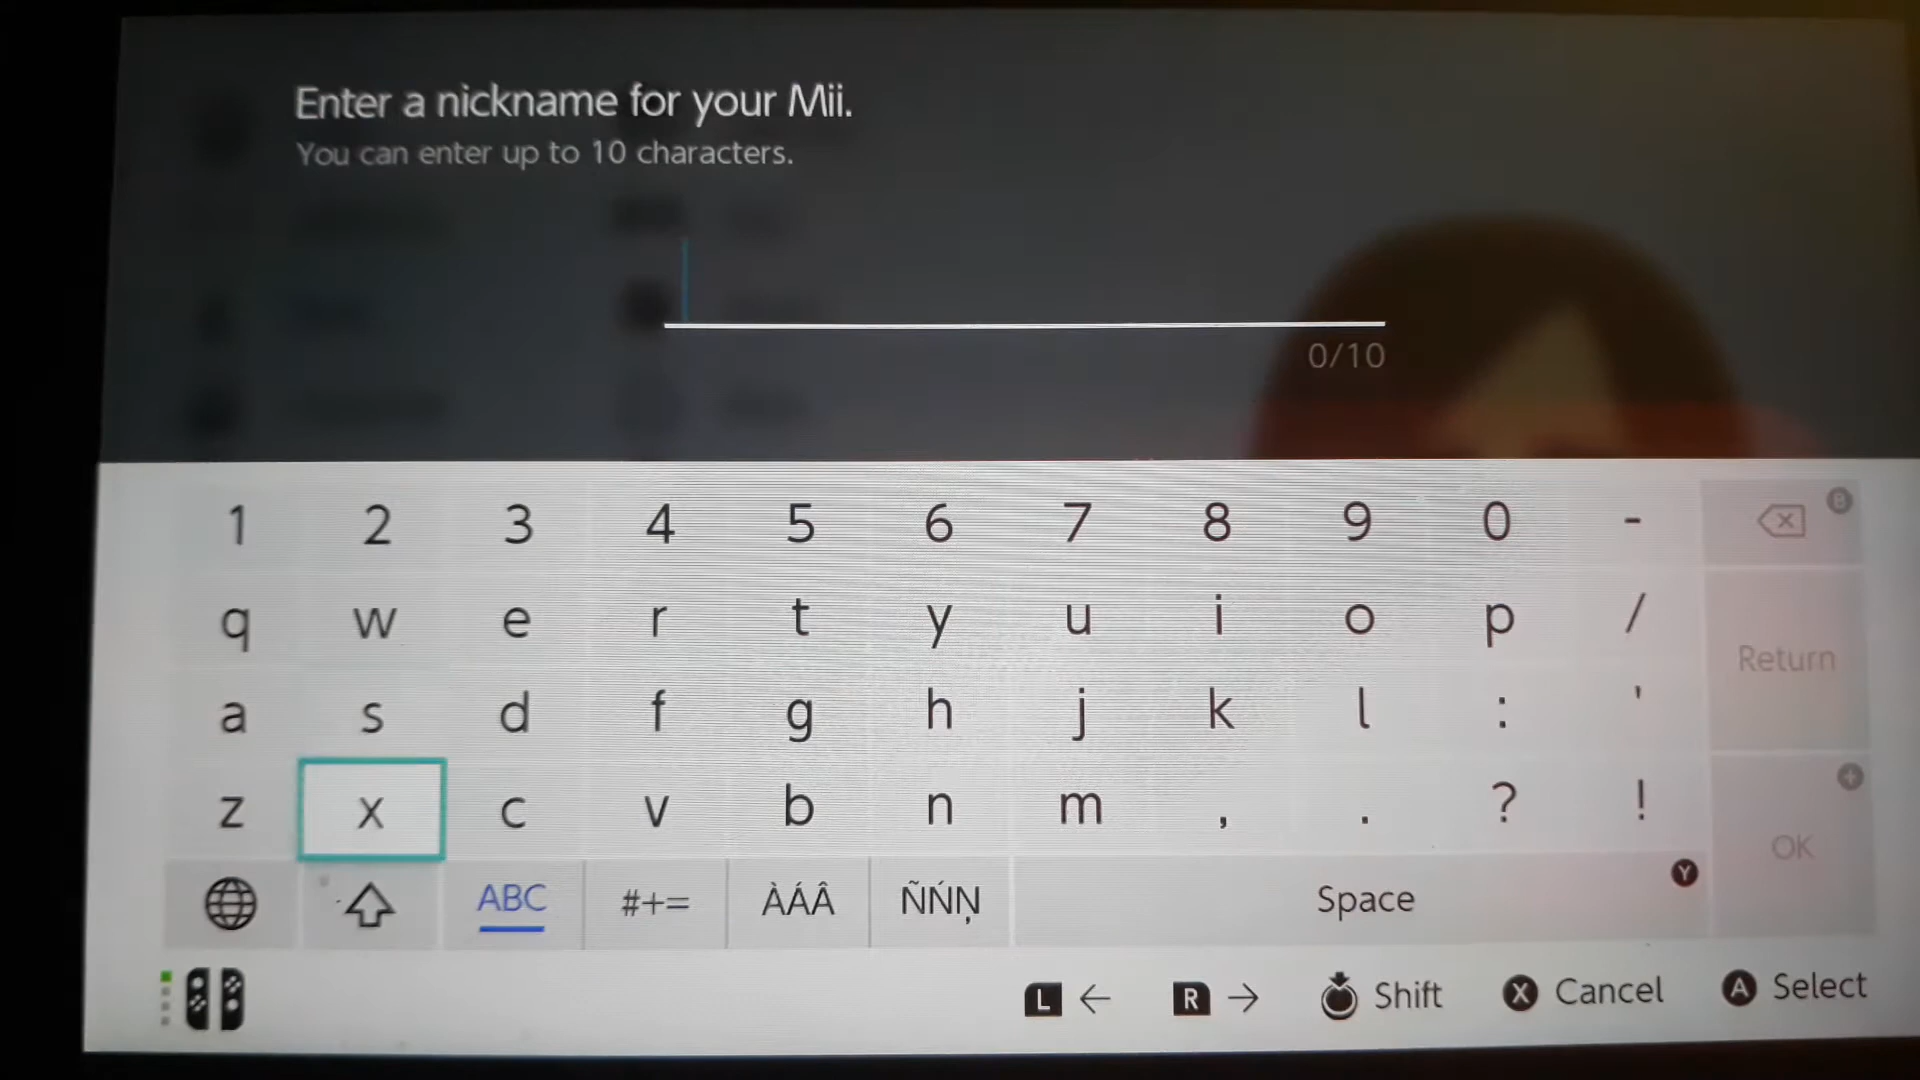 Enter a nickname for your Mii.
You can enter up to 10 characters.
0/10
1 2 3 4 5 6 7 8 9 0 - B
q w e r t y u i o p / Return
a s d f g h j k l : '
z x c v b n m , . ? ! + OK
ABC #+= ÀÁÂ ÑŃŅ Space Y
L ← R → Shift X Cancel A Select